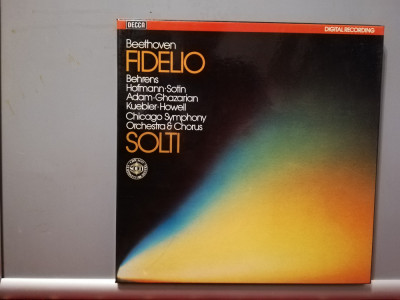 DECCA
DIGITAL RECORDING
Beethoven
FIDELIO
Behrens
Hofmann·Sotin
Adam·Ghazarian
Kuebler·Howell
Chicago Symphony
Orchestra & Chorus
SOLTI